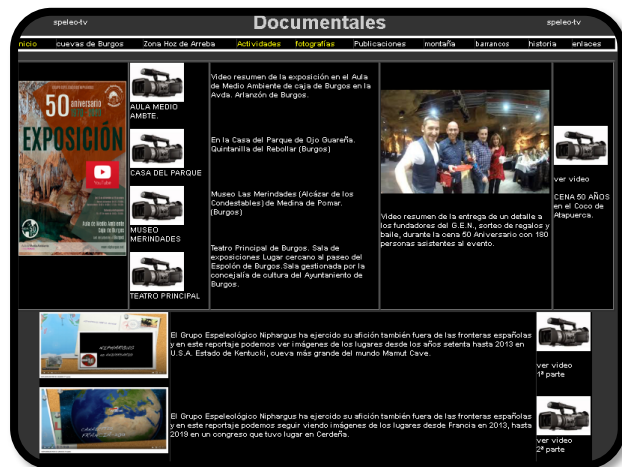 speleo-tv
Documentales
speleo-tv
inicio
cuevas de Burgos
Zona Hoz de Arreba
Actividades
fotografías
Publicaciones
montaña
barrancos
historia
enlaces
50 aniversario
EXPOSICIÓN
YouTube
Aula de Medio Ambiente
Caja de Burgos
AULA MEDIO
AMBTE.
Video resumen de la exposición en el Aula
de Medio Ambiente de caja de Burgos en la
Avda. Arlanzón de Burgos.
CASA DEL PARQUE
En la Casa del Parque de Ojo Guareña.
Quintanilla del Rebollar (Burgos)
MUSEO
MERINDADES
Museo Las Merindades (Alcázar de los
Condestables) de Medina de Pomar.
(Burgos)
TEATRO PRINCIPAL
Teatro Principal de Burgos. Sala de
exposiciones Lugar cercano al paseo del
Espolón de Burgos.Sala gestionada por la
concejalía de cultura del Ayuntaniento de
Burgos.
Video resumen de la entrega de un detalle a
los fundadores del G.E.N., sorteo de regalos y
baile, durante la cena 50 Aniversario con 180
personas asistentes al evento.
ver video
CENA 50 AÑOS
en el Coco de
Atapuerca.
El Grupo Espeleológico Niphargus ha ejercido su afición también fuera de las fronteras españolas
y en este reportaje podemos ver imágenes de los lugares desde los años setenta hasta 2013 en
U.S.A. Estado de Kentucki, cueva más grande del mundo Mamut Cave.
ver video
1ª parte
El Grupo Espeleológico Niphargus ha ejercido su afición también fuera de las fronteras españolas
y en este reportaje podemos seguir viendo imágenes de los lugares desde Francia en 2013, hasta
2019 en un congreso que tuvo lugar en Cerdeña.
ver video
2ª parte